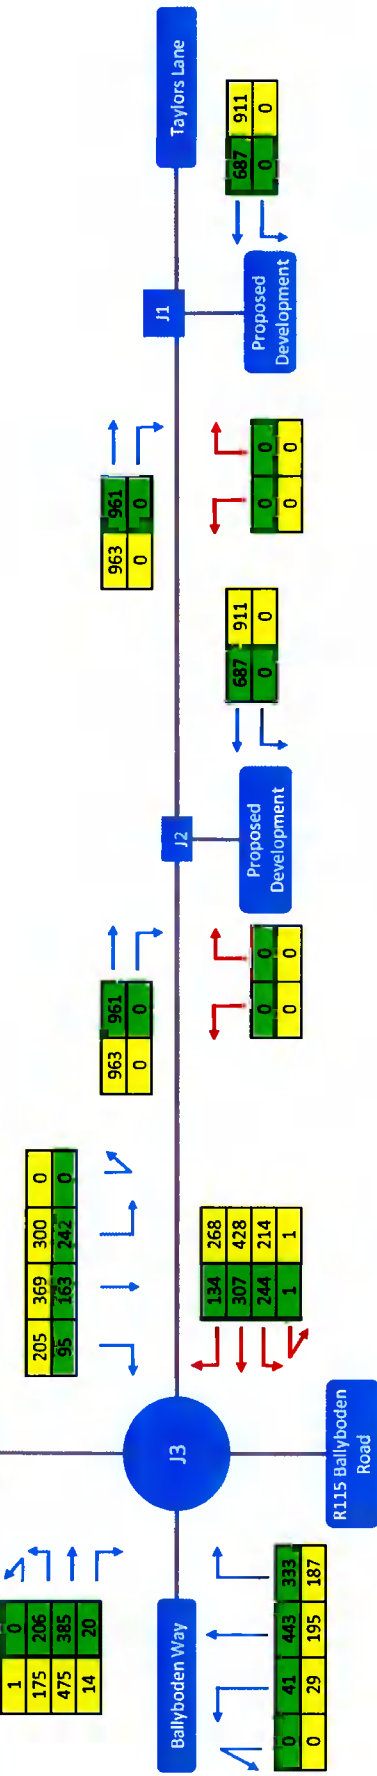 1 0
175 206
475 385
14 20
205 369 300 0
95 163 242 0
963 961
0 0
963 961
0 0
Ballyboden Way
J3
J2
J1
Taylors Lane
134 268
307 428
244 214
1 1
687 911
0 0
687 911
0 0
0 41 443 333
0 29 195 187
0 0
0 0
Proposed
Development
0 0
0 0
Proposed
Development
R115 Ballyboden
Road